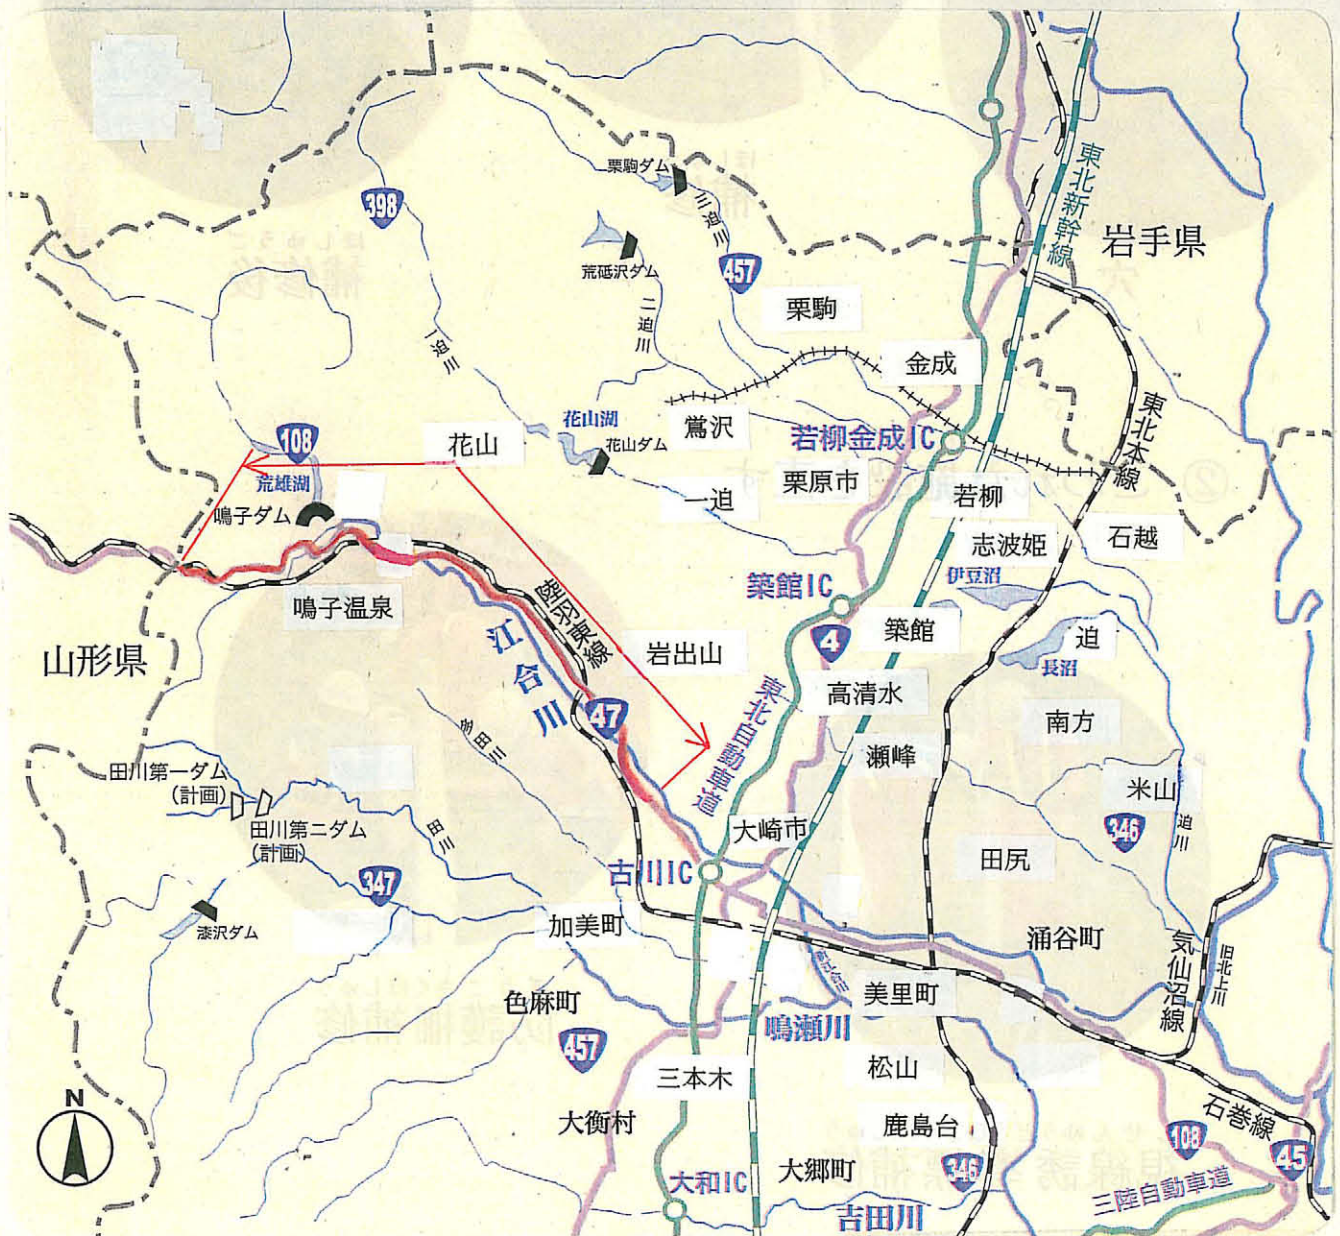 栗駒ダム
三迫川
東北新幹線
398
岩手県
457
荒砥沢ダム
二迫川
栗駒
一迫川
金成
東北本線
花山湖
鶯沢
若柳金成IC
108
花山
花山ダム
荒雄湖
栗原市
若柳
一迫
鳴子ダム
志波姫
石越
伊豆沼
築館IC
鳴子温泉
陸羽東線
4
築館
迫
江合川
岩出山
長沼
山形県
高清水
47
東北自動車道
南方
多田川
瀬峰
田川第一ダム
(計画)
米山
田川第二ダム
(計画)
田川
大崎市
346
迫川
田尻
古川IC
347
漆沢ダム
加美町
涌谷町
気仙沼線
旧北上川
新江合川
美里町
色麻町
鳴瀬川
457
松山
三本木
N
大衡村
鹿島台
石巻線
108
45
大郷町
346
大和IC
三陸自動車道
吉田川